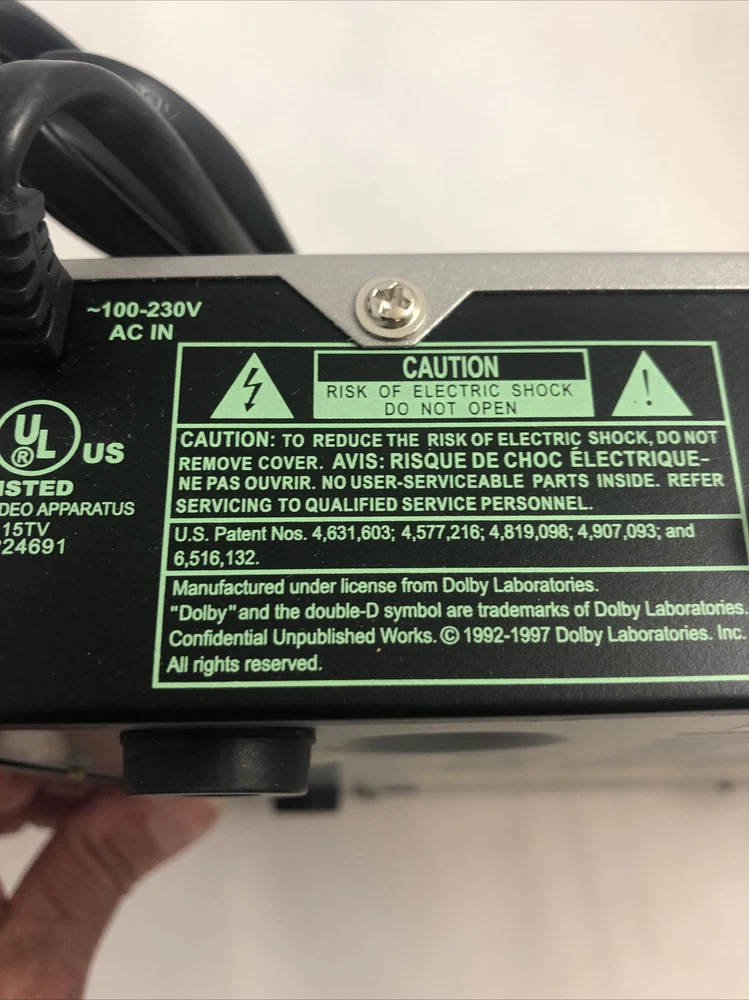 ~100-230V
AC IN
UL
®
US
ISTED
DEO APPARATUS
15TV
24691
CAUTION
RISK OF ELECTRIC SHOCK
DO NOT OPEN
CAUTION: TO REDUCE THE RISK OF ELECTRIC SHOCK, DO NOT
REMOVE COVER. AVIS: RISQUE DE CHOC ÉLECTRIQUE–
NE PAS OUVRIR. NO USER-SERVICEABLE PARTS INSIDE. REFER
SERVICING TO QUALIFIED SERVICE PERSONNEL.
U.S. Patent Nos. 4,631,603; 4,577,216; 4,819,098; 4,907,093; and
6,516,132.
Manufactured under license from Dolby Laboratories.
"Dolby" and the double-D symbol are trademarks of Dolby Laboratories.
Confidential Unpublished Works. © 1992-1997 Dolby Laboratories. Inc.
All rights reserved.